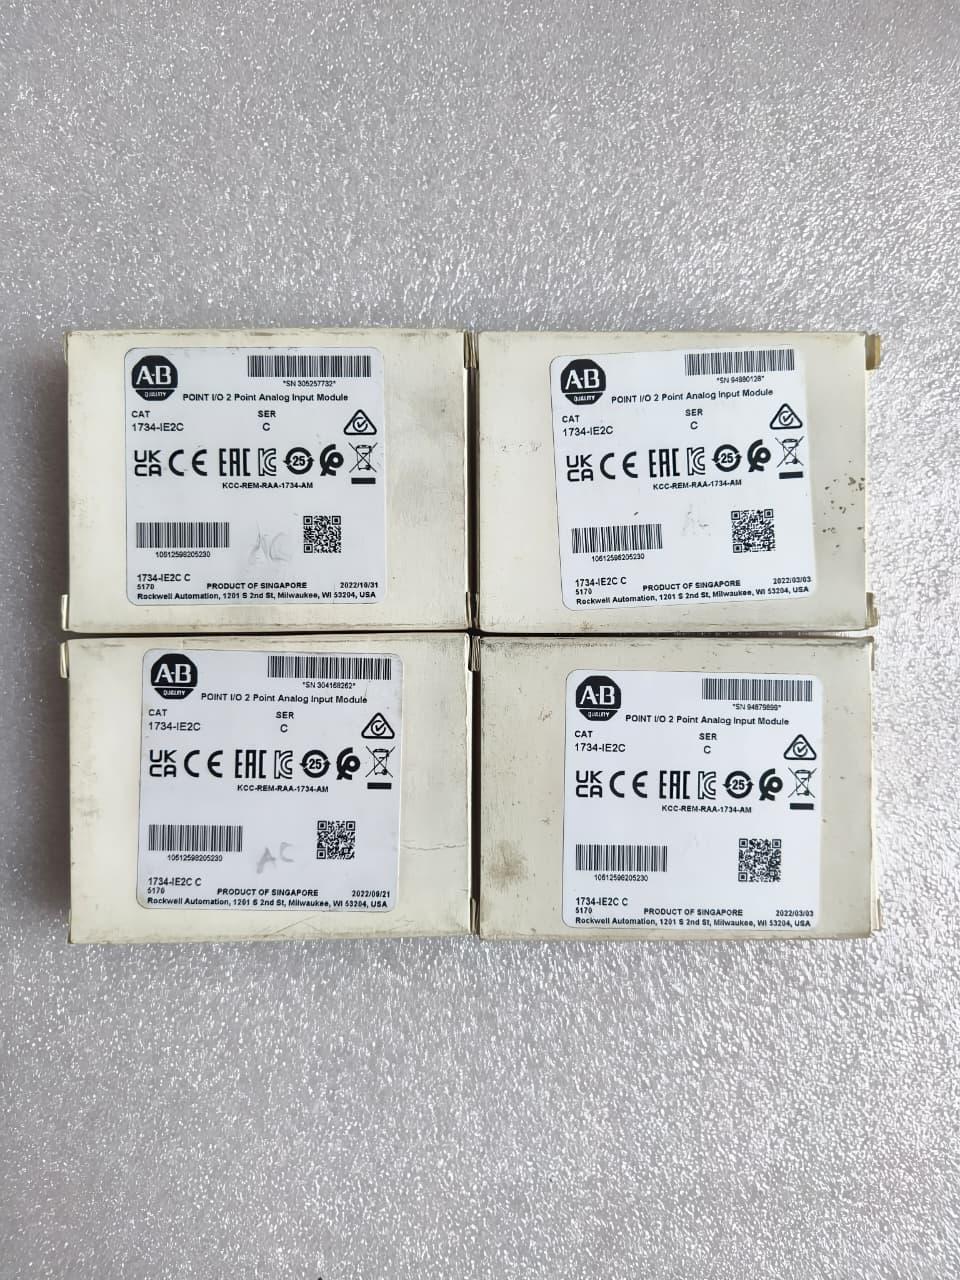 A·B
QUALITY
*SN 305257732*
POINT I/O 2 Point Analog Input Module
CAT
1734-IE2C
SER
C
UK
CA CE EAC 25
KCC-REM-RAA-1734-AM
10612598205230
AC
1734-IE2C C
5170
PRODUCT OF SINGAPORE
2022/10/31
Rockwell Automation, 1201 S 2nd St, Milwaukee, WI 53204, USA
A·B
QUALITY
*SN 94980128*
POINT I/O 2 Point Analog Input Module
CAT
1734-IE2C
SER
C
UK
CA CE EAC 25
KCC-REM-RAA-1734-AM
10612598205230
1734-IE2C C
5170
PRODUCT OF SINGAPORE
2022/03/03
Rockwell Automation, 1201 S 2nd St, Milwaukee, WI 53204, USA
A·B
QUALITY
*SN 304168262*
POINT I/O 2 Point Analog Input Module
CAT
1734-IE2C
SER
C
UK
CA CE EAC 25
KCC-REM-RAA-1734-AM
10612598205230
AC
1734-IE2C C
5170
PRODUCT OF SINGAPORE
2022/09/21
Rockwell Automation, 1201 S 2nd St, Milwaukee, WI 53204, USA
A·B
QUALITY
*SN 94879899*
POINT I/O 2 Point Analog Input Module
CAT
1734-IE2C
SER
C
UK
CA CE EAC 25
KCC-REM-RAA-1734-AM
10612598205230
1734-IE2C C
5170
PRODUCT OF SINGAPORE
2022/03/03
Rockwell Automation, 1201 S 2nd St, Milwaukee, WI 53204, USA